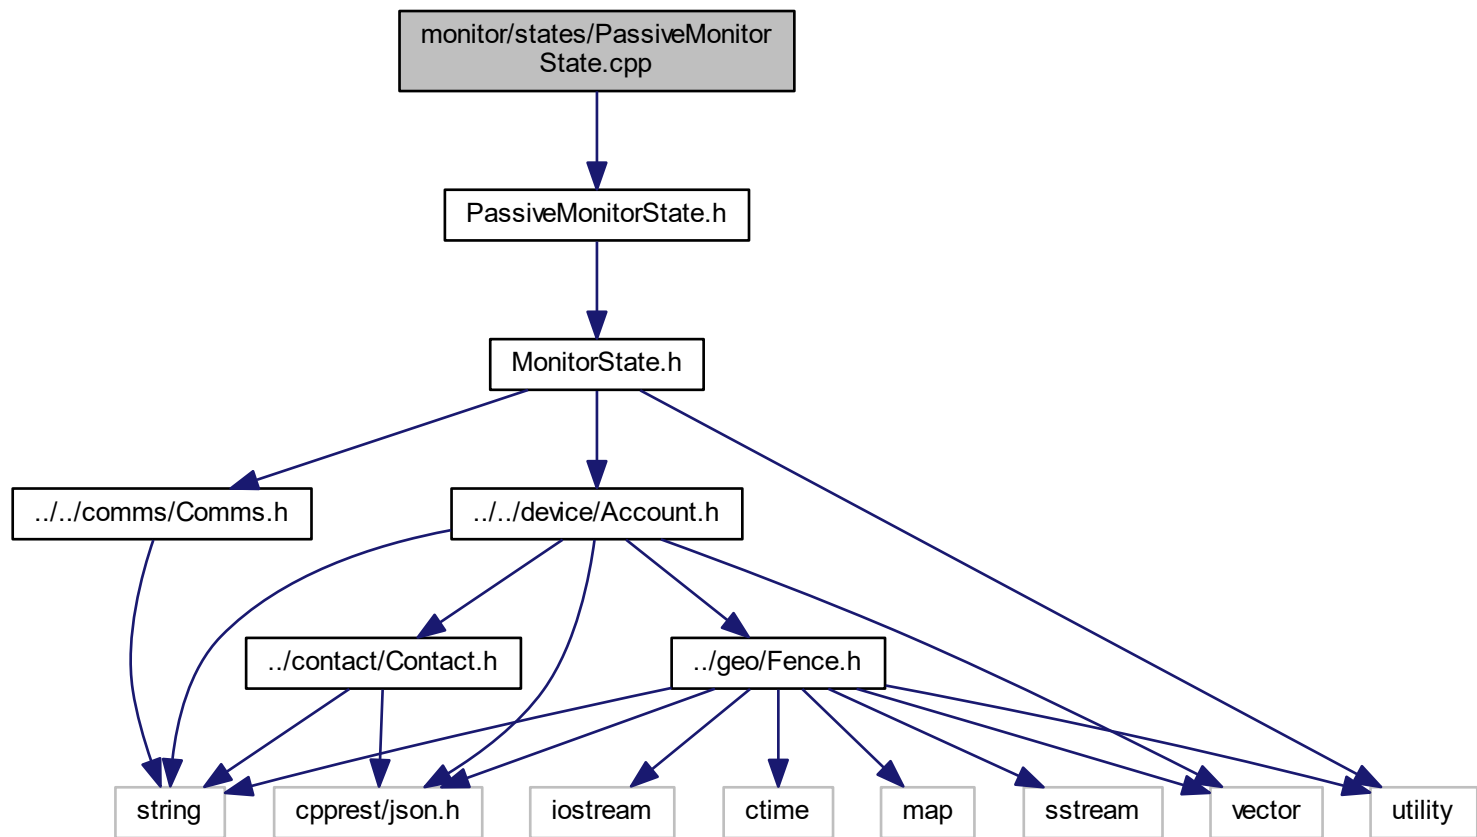 monitor/states/PassiveMonitor
State.cpp
PassiveMonitorState.h
MonitorState.h
../../comms/Comms.h
../../device/Account.h
../contact/Contact.h
../geo/Fence.h
string
cpprest/json.h
iostream
ctime
map
sstream
vector
utility